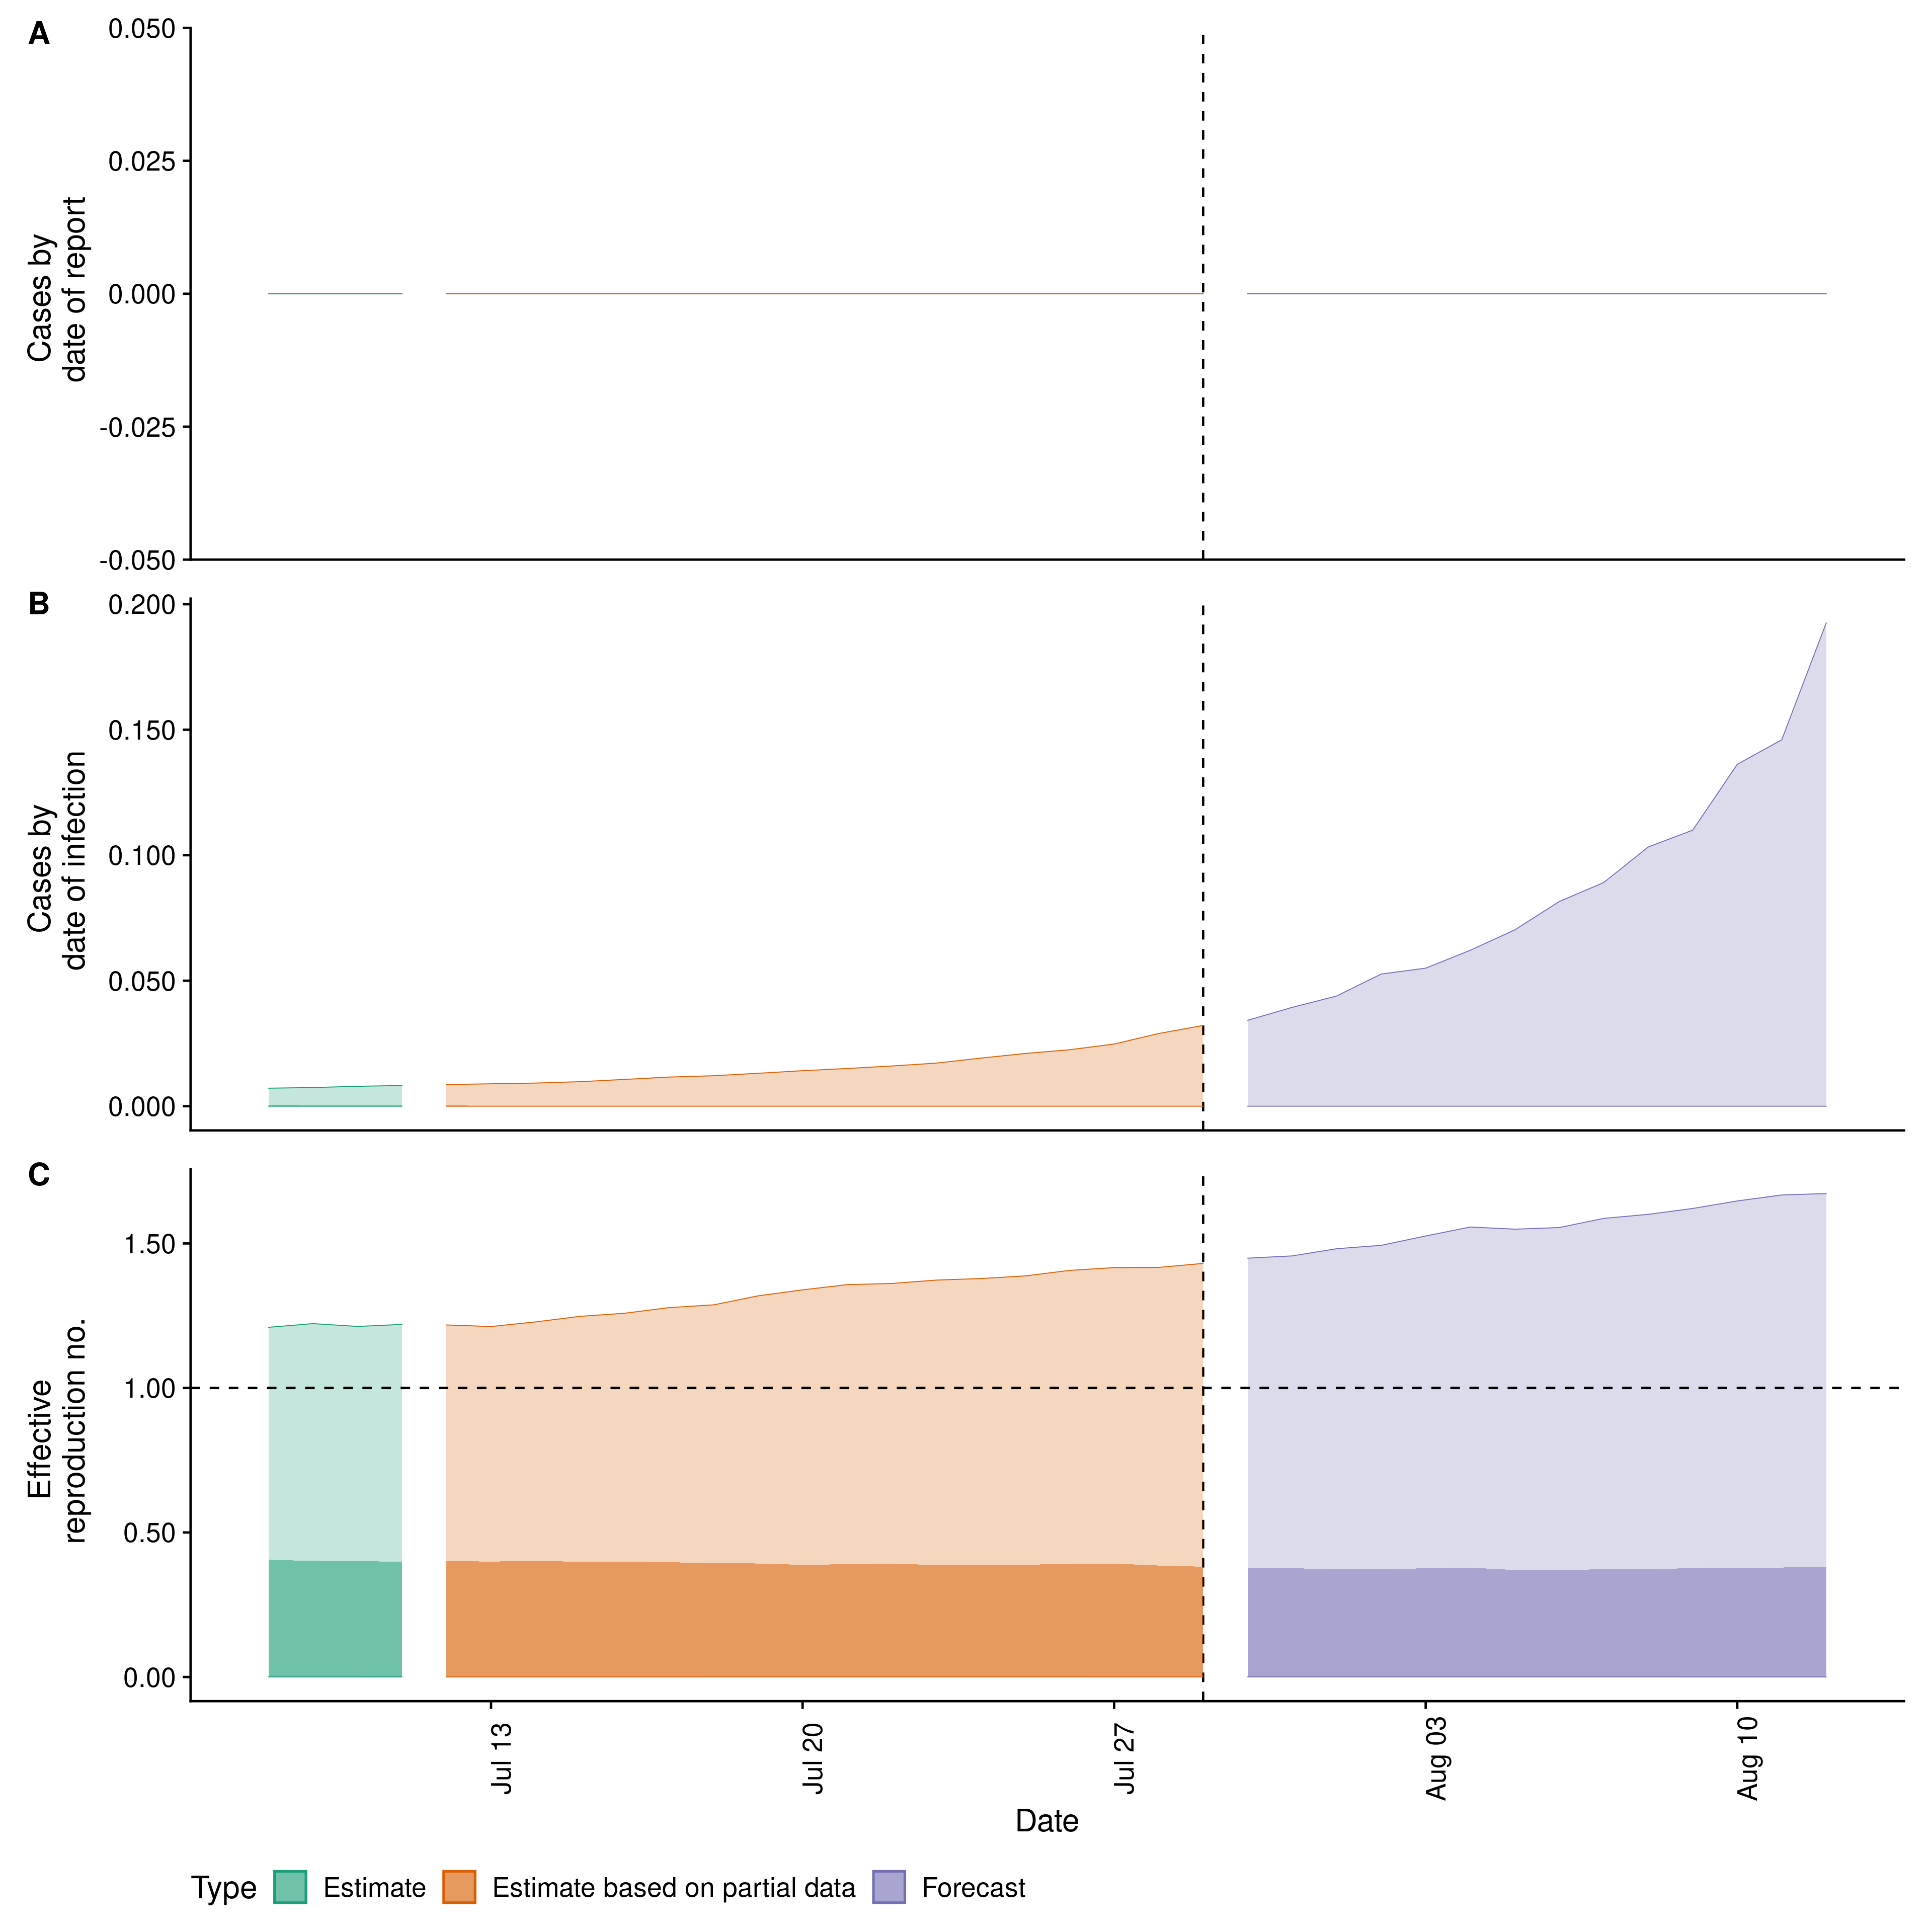 A
0.050
0.025
0.000
-0.025
-0.050
Cases by
date of report
B
0.200
0.150
0.100
0.050
0.000
Cases by
date of infection
C
1.50
1.00
0.50
0.00
Effective
reproduction no.
Jul 13
Jul 20
Jul 27
Aug 03
Aug 10
Date
Type Estimate Estimate based on partial data Forecast